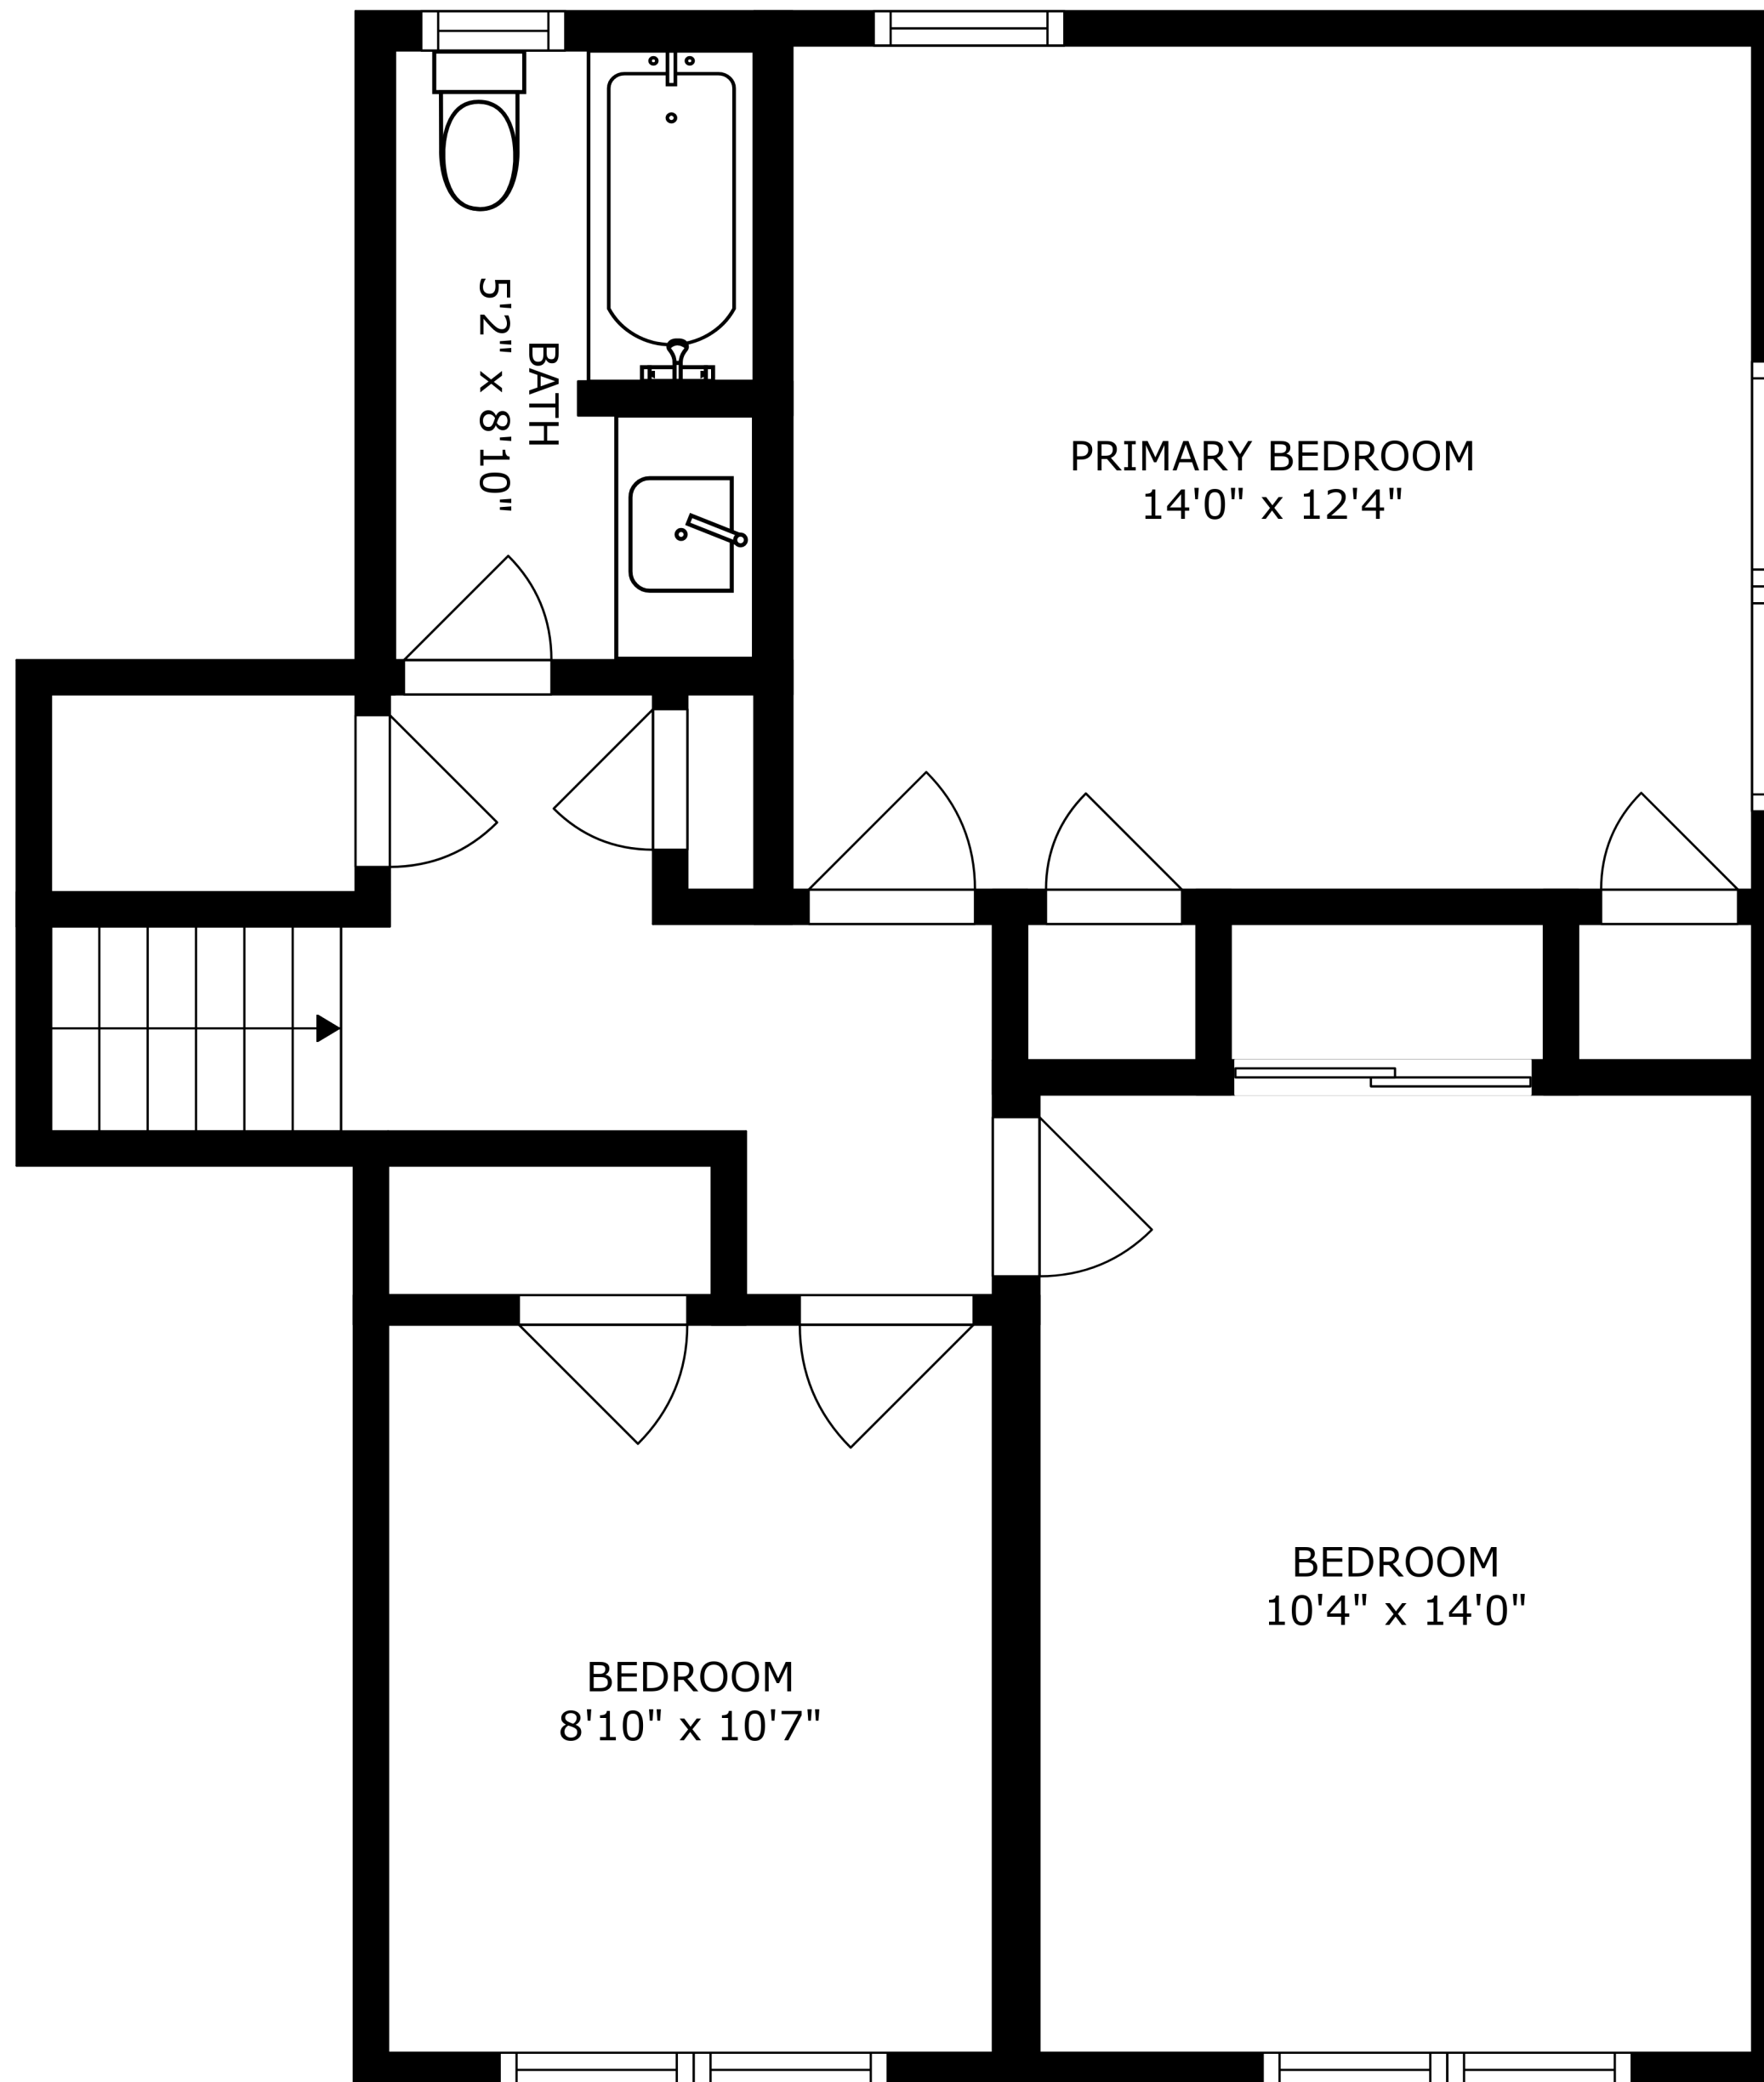 BATH
5'2" x 8'10"
PRIMARY BEDROOM
14'0" x 12'4"
BEDROOM
10'4" x 14'0"
BEDROOM
8'10" x 10'7"